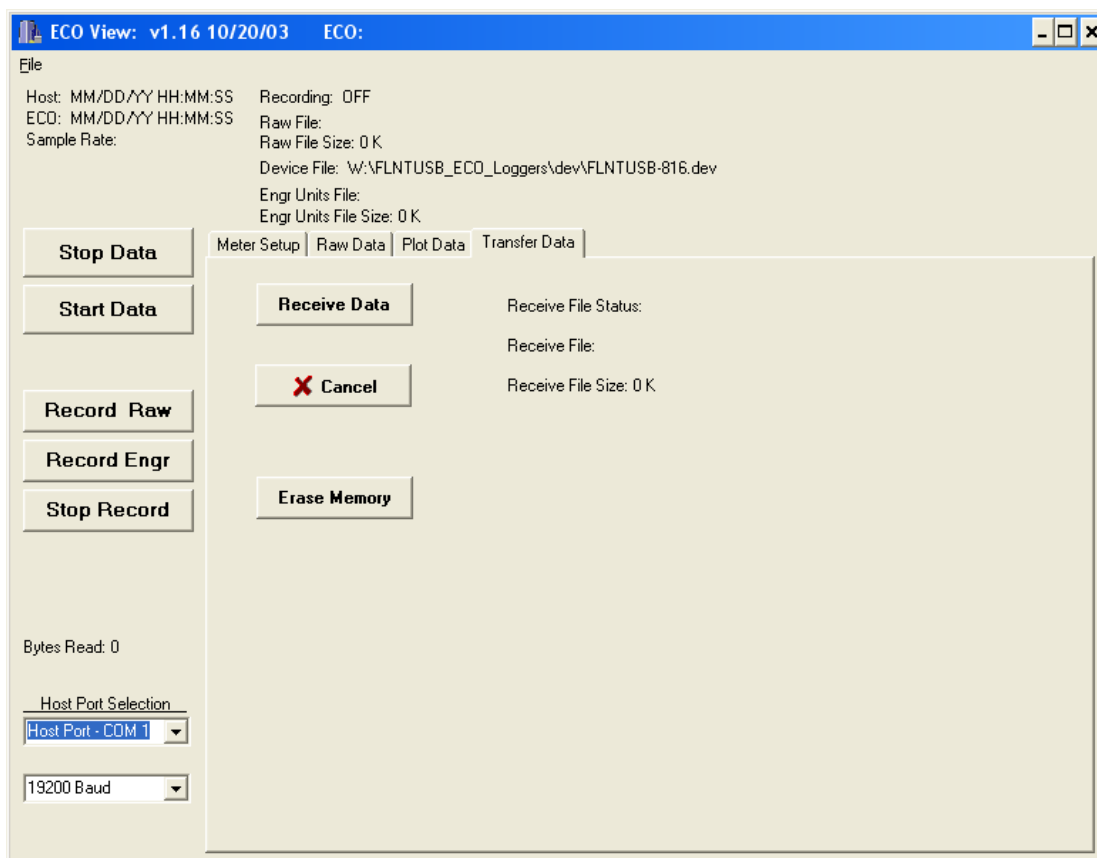 ECO View: v1.16 10/20/03 ECO:
File
Host: MM/DD/YY HH:MM:SS
ECO: MM/DD/YY HH:MM:SS
Sample Rate:
Recording: OFF
Raw File:
Raw File Size: 0 K
Device File: W:\FLNTUSB_ECO_Loggers\dev\FLNTUSB-816.dev
Engr Units File:
Engr Units File Size: 0 K
Stop Data
Start Data
Record Raw
Record Engr
Stop Record
Bytes Read: 0
Host Port Selection
Host Port - COM 1
19200 Baud
Meter Setup Raw Data Plot Data Transfer Data
Receive Data
Cancel
Erase Memory
Receive File Status:
Receive File:
Receive File Size: 0 K